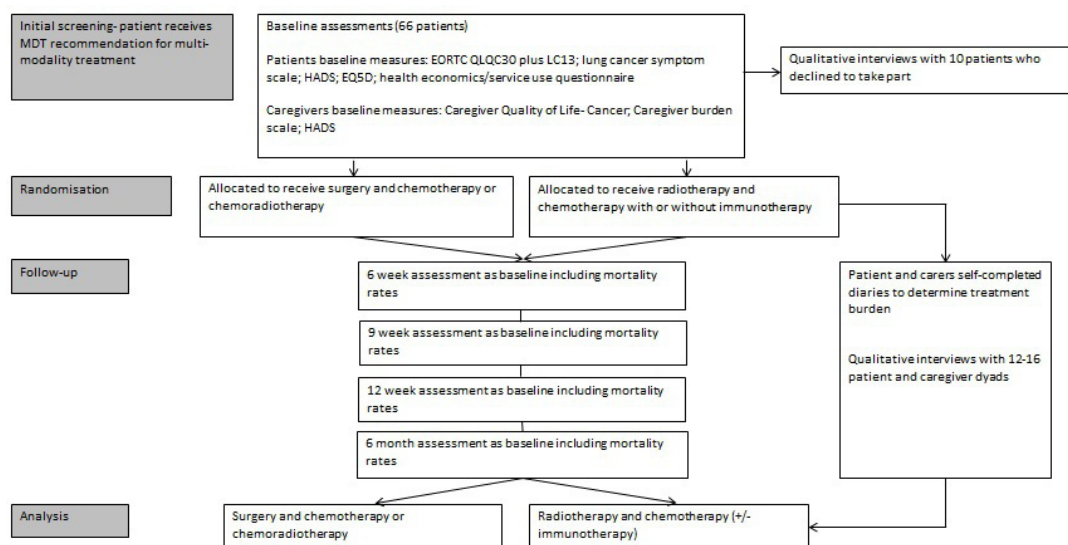 Initial screening- patient receives
MDT recommendation for multi-
modality treatment
Baseline assessments (66 patients)
Patients baseline measures: EORTC QLQC30 plus LC13; lung cancer symptom
scale; HADS; EQ5D; health economics/service use questionnaire
Caregivers baseline measures: Caregiver Quality of Life- Cancer; Caregiver burden
scale; HADS
Qualitative interviews with 10 patients who
declined to take part
Randomisation
Allocated to receive surgery and chemotherapy or
chemoradiotherapy
Allocated to receive radiotherapy and
chemotherapy with or without immunotherapy
Follow-up
6 week assessment as baseline including mortality
rates
9 week assessment as baseline including mortality
rates
12 week assessment as baseline including mortality
rates
6 month assessment as baseline including mortality
rates
Patient and carers self-completed
diaries to determine treatment
burden
Qualitative interviews with 12-16
patient and caregiver dyads
Analysis
Surgery and chemotherapy or
chemoradiotherapy
Radiotherapy and chemotherapy (+/-
immunotherapy)